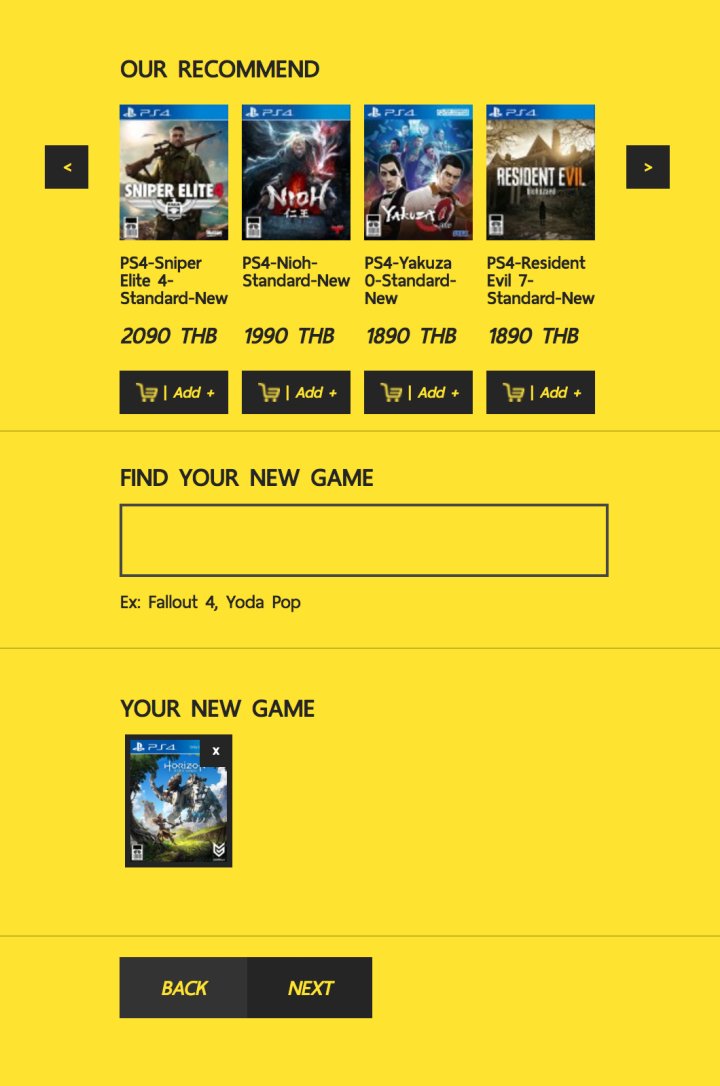 OUR RECOMMEND
PS4
PS4
PS4
PS4
SNIPER ELITE 4
NIOH
仁王
YAKUZA 0
SEGA
RESIDENT EVIL
biohazard
<
>
PS4-Sniper Elite 4-Standard-New
PS4-Nioh-Standard-New
PS4-Yakuza 0-Standard-New
PS4-Resident Evil 7-Standard-New
2090 THB
1990 THB
1890 THB
1890 THB
| Add +
| Add +
| Add +
| Add +
FIND YOUR NEW GAME
Ex: Fallout 4, Yoda Pop
YOUR NEW GAME
PS4
x
HORIZO
BACK
NEXT